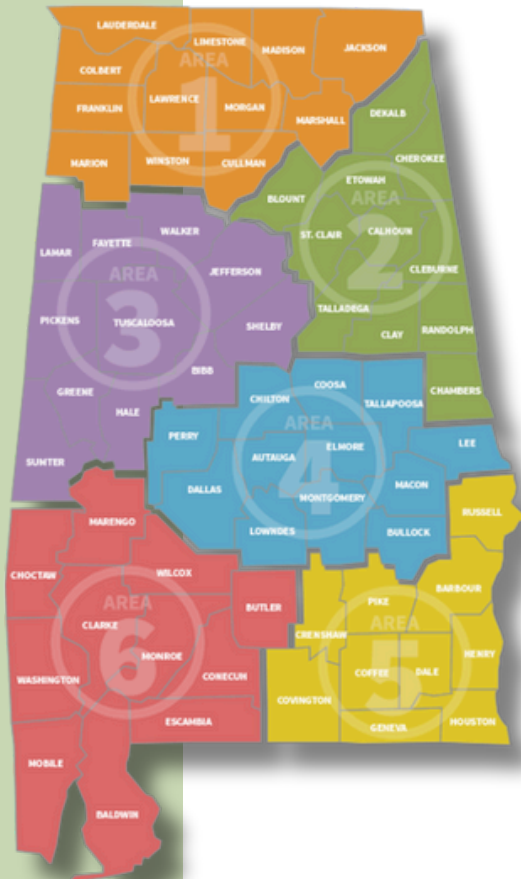 LAUDERDALE
LIMESTONE
MADISON
JACKSON
COLBERT
AREA
1
LAWRENCE
FRANKLIN
MORGAN
MARSHALL
MARION
WINSTON
CULLMAN
DEKALB
CHEROKEE
ETOWAH
BLOUNT
AREA
2
ST. CLAIR
CALHOUN
CLEBURNE
TALLADEGA
CLAY
RANDOLPH
CHAMBERS
WALKER
FAYETTE
LAMAR
AREA
3
JEFFERSON
PICKENS
TUSCALOOSA
SHELBY
BIBB
GREENE
HALE
SUMTER
COOSA
CHILTON
TALLAPOOSA
AREA
4
PERRY
ELMORE
LEE
AUTAUGA
DALLAS
MONTGOMERY
MACON
LOWNDES
BULLOCK
RUSSELL
BARBOUR
PIKE
AREA
5
CRENSHAW
HENRY
COFFEE
DALE
COVINGTON
GENEVA
HOUSTON
MARENGO
CHOCTAW
WILCOX
AREA
6
BUTLER
CLARKE
MONROE
WASHINGTON
CONECUH
ESCAMBIA
MOBILE
BALDWIN